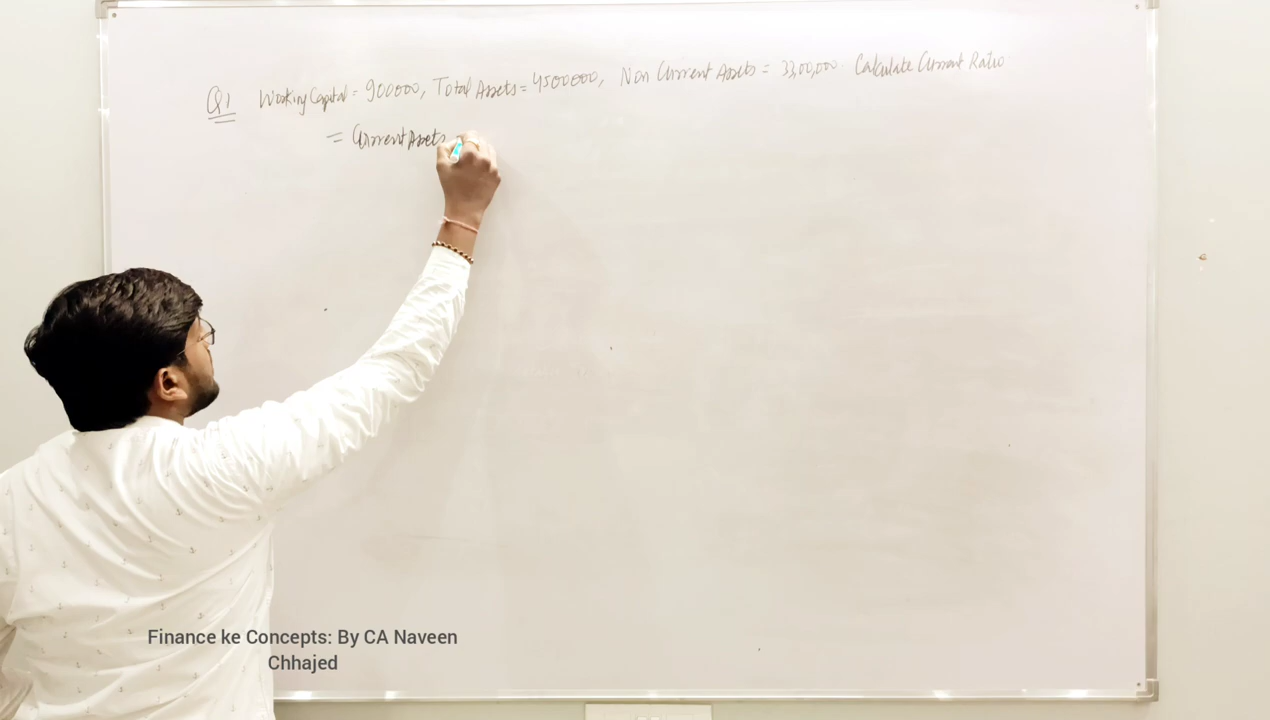 Q1 Working Capital = 900000, Total Assets = 4500000, Non Current Assets = 33,00,000. Calculate Current Ratio
= Current Assets
Finance ke Concepts: By CA Naveen
Chhajed